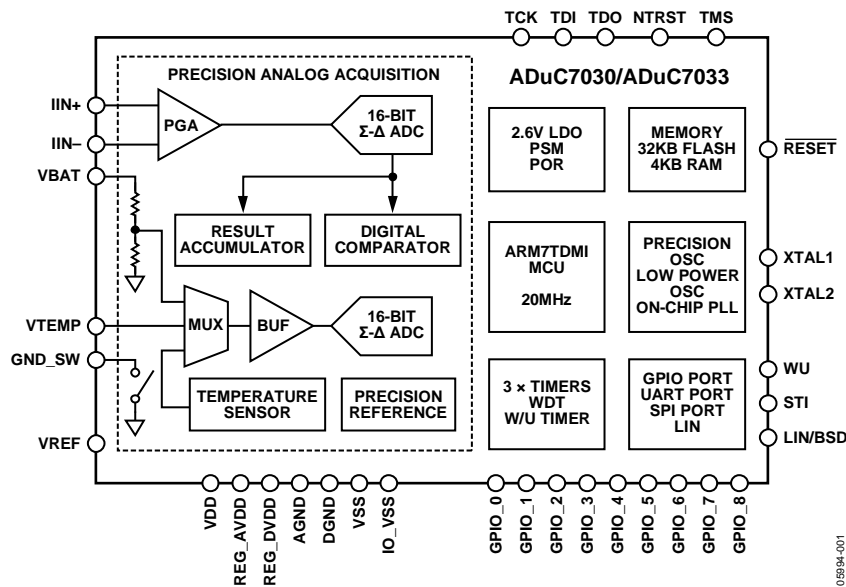 TCK TDI TDO NTRST TMS
PRECISION ANALOG ACQUISITION
ADuC7030/ADuC7033
IIN+
IIN–
VBAT
VTEMP
GND_SW
VREF
PGA
16-BIT
Σ-Δ ADC
RESULT
ACCUMULATOR
DIGITAL
COMPARATOR
MUX
BUF
16-BIT
Σ-Δ ADC
TEMPERATURE
SENSOR
PRECISION
REFERENCE
2.6V LDO
PSM
POR
MEMORY
32KB FLASH
4KB RAM
ARM7TDMI
MCU
20MHz
PRECISION
OSC
LOW POWER
OSC
ON-CHIP PLL
3 × TIMERS
WDT
W/U TIMER
GPIO PORT
UART PORT
SPI PORT
LIN
RESET
XTAL1
XTAL2
WU
STI
LIN/BSD
VDD
REG_AVDD
REG_DVDD
AGND
DGND
VSS
IO_VSS
GPIO_0
GPIO_1
GPIO_2
GPIO_3
GPIO_4
GPIO_5
GPIO_6
GPIO_7
GPIO_8
05994-001